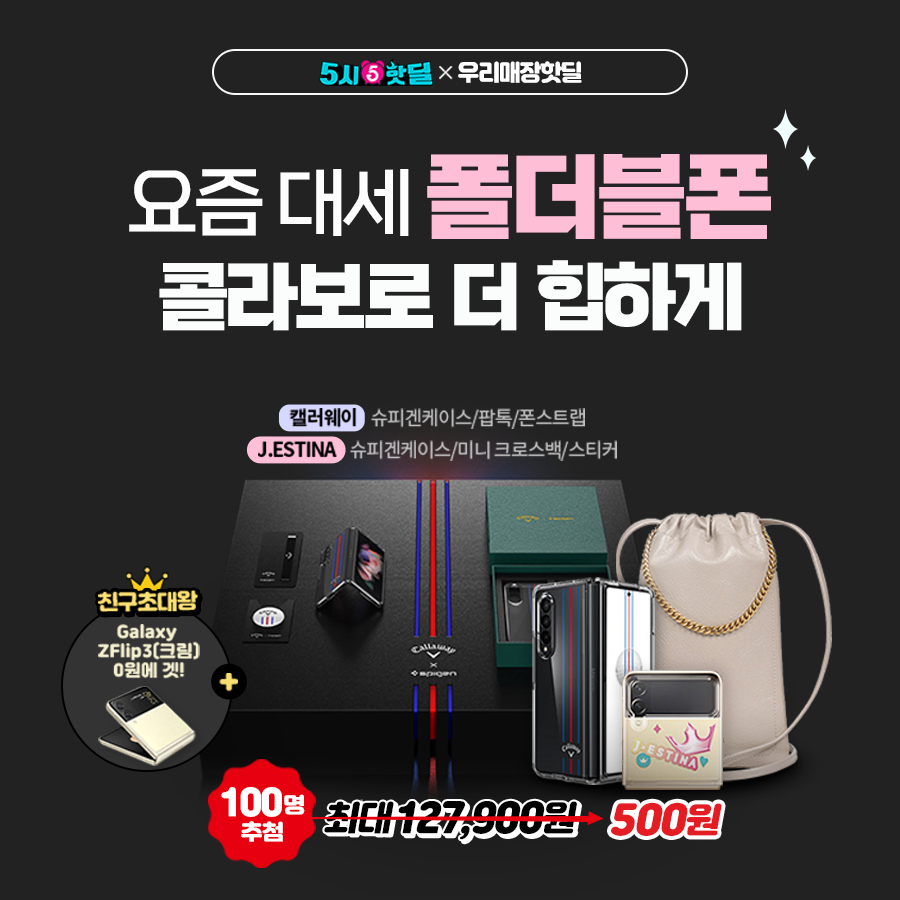 5시 5 핫딜 × 우리매장핫딜
요즘 대세 폴더블폰
콜라보로 더 힙하게
캘러웨이 슈피겐케이스/팝톡/폰스트랩
J.ESTINA 슈피겐케이스/미니 크로스백/스티커
친구초대왕
Galaxy
ZFlip3(크림)
0원에 겟!
+
Callaway
×
spigen
Callaway
J.ESTINA
100명
추첨
최대 127,900원 500원